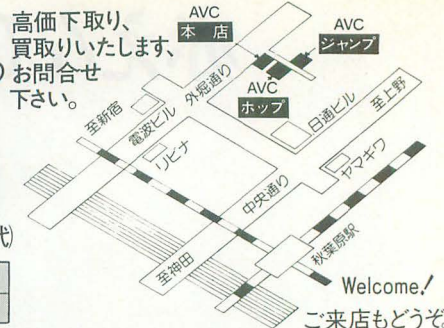 高価下取り、
買取りいたします、
お問合せ
下さい。
AVC
本 店
AVC
ジャンプ
AVC
ホップ
外堀通り
日通ビル
至上野
至新宿
電波ビル
リビナ
ヤマギワ
中央通り
至神田
秋葉原駅
代)
Welcome!
ご来店もどうぞ